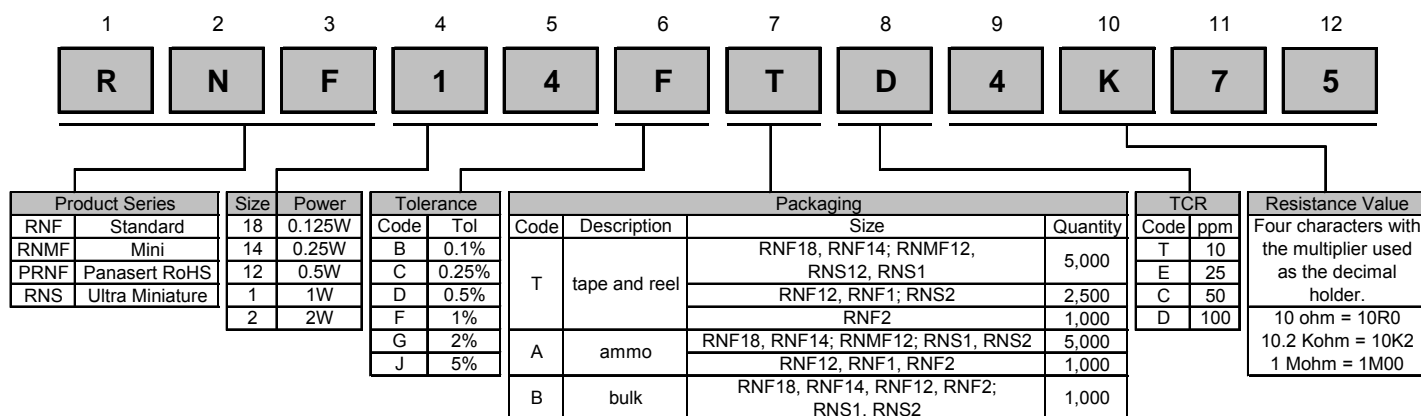 1 2 3 4 5 6 7 8 9 10 11 12
R N F 1 4 F T D 4 K 7 5
Product Series
RNF Standard
RNMF Mini
PRNF Panasert RoHS
RNS Ultra Miniature
Size Power
18 0.125W
14 0.25W
12 0.5W
1 1W
2 2W
Tolerance
Code Tol
B 0.1%
C 0.25%
D 0.5%
F 1%
G 2%
J 5%
Packaging
Code Description Size Quantity
T tape and reel
RNF18, RNF14; RNMF12,
RNS12, RNS1
5,000
RNF12, RNF1; RNS2 2,500
RNF2 1,000
A ammo
RNF18, RNF14; RNMF12; RNS1, RNS2 5,000
RNF12, RNF1, RNF2 1,000
B bulk
RNF18, RNF14, RNF12, RNF2;
RNS1, RNS2
1,000
TCR
Code ppm
T 10
E 25
C 50
D 100
Resistance Value
Four characters with
the multiplier used
as the decimal
holder.
10 ohm = 10R0
10.2 Kohm = 10K2
1 Mohm = 1M00